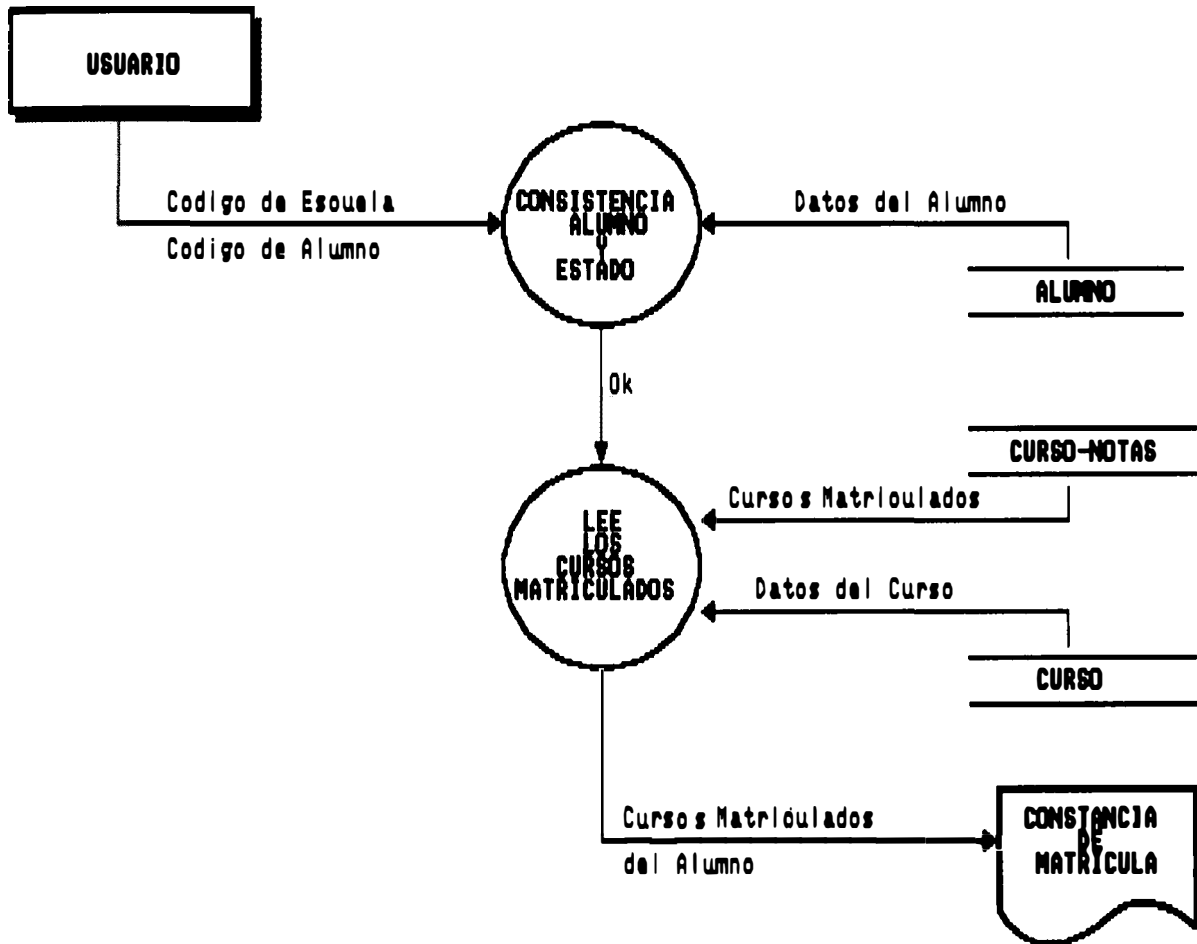 USUARIO
Codigo de Escuela
Codigo de Alumno
CONSISTENCIA
ALUMNO
Y
ESTADO
Datos del Alumno
ALUMNO
Ok
CURSO-NOTAS
Cursos Matriculados
LEE
LOS
CURSOS
MATRICULADOS
Datos del Curso
CURSO
Cursos Matriculados
del Alumno
CONSTANCIA
DE
MATRICULA